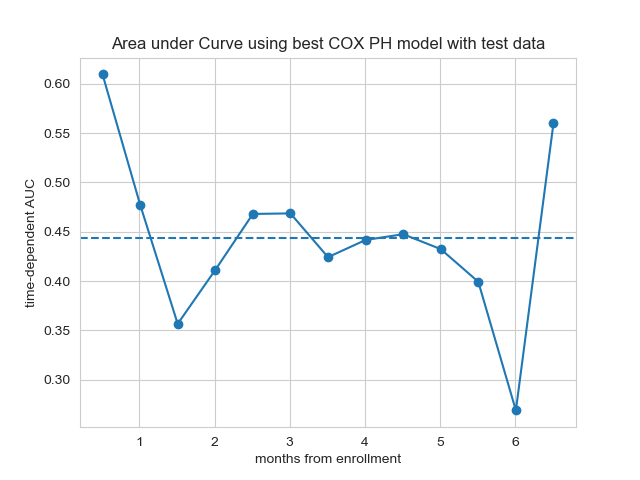 Area under Curve using best COX PH model with test data
time-dependent AUC
0.60
0.55
0.50
0.45
0.40
0.35
0.30
1 2 3 4 5 6
months from enrollment